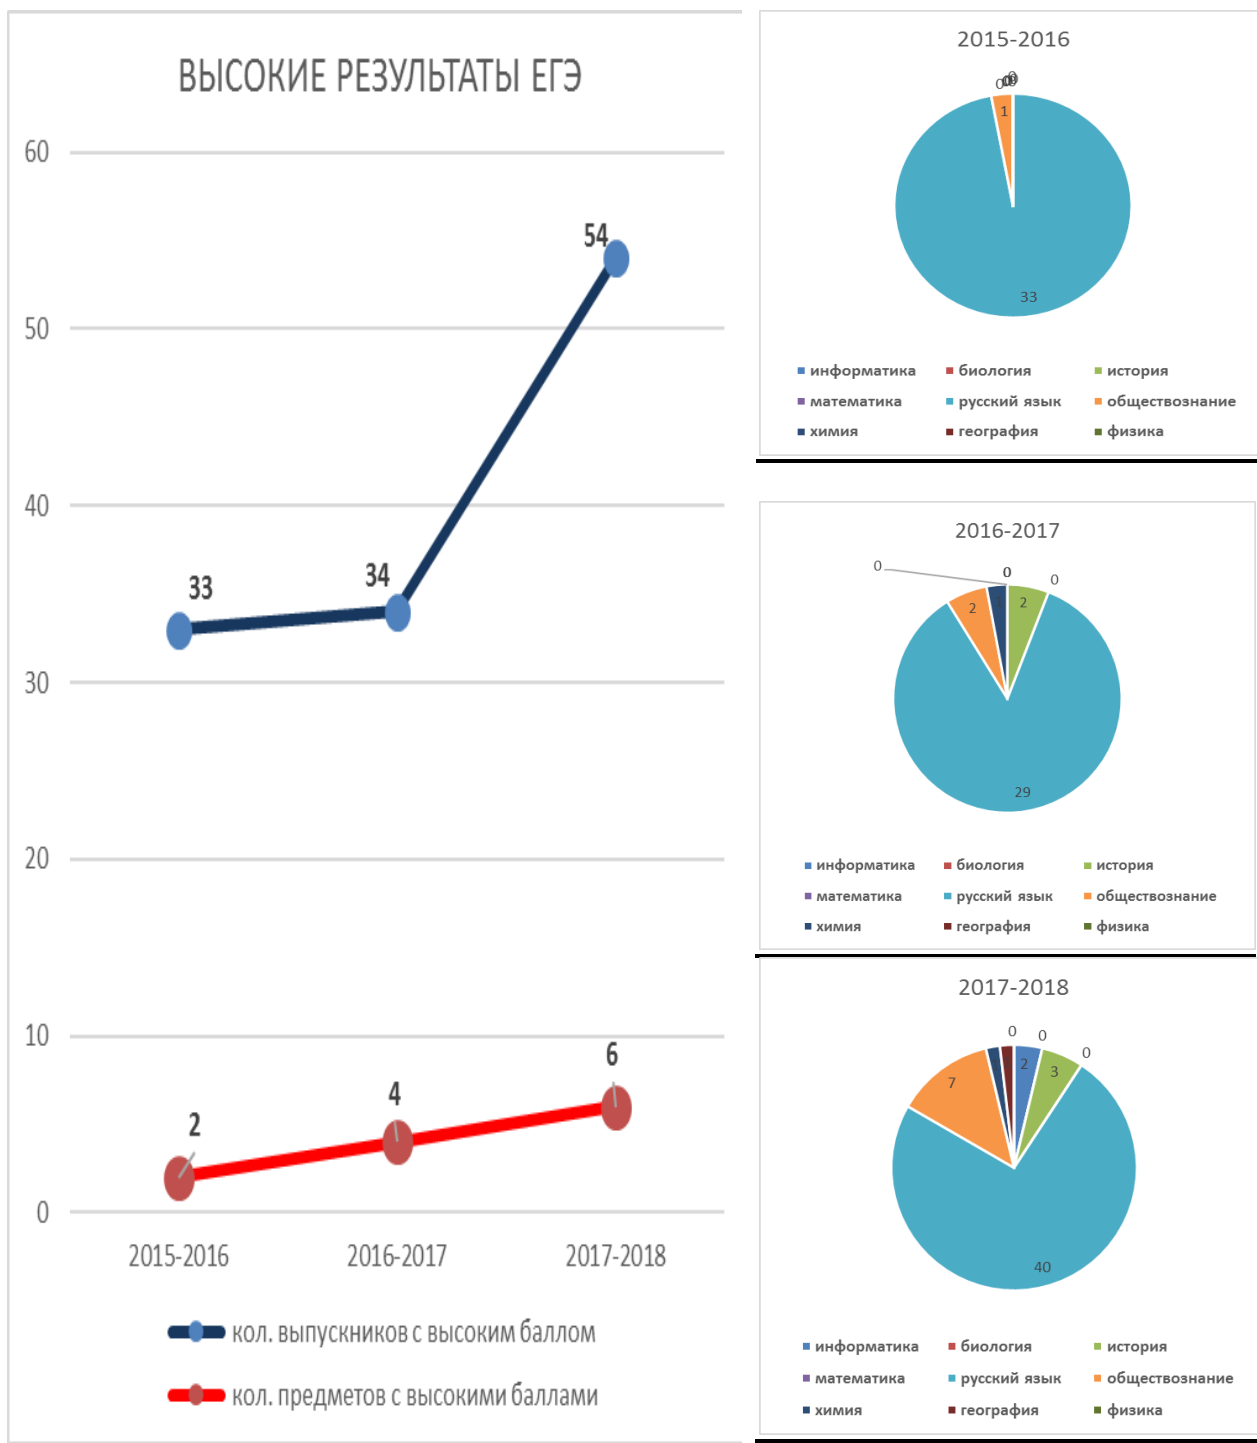 ВЫСОКИЕ РЕЗУЛЬТАТЫ ЕГЭ
60
50
40
30
20
10
0
33
34
54
2
4
6
2015-2016 2016-2017 2017-2018
кол. выпускников с высоким баллом
кол. предметов с высокими баллами
2015-2016
0
0
1
33
информатика биология история
математика русский язык обществознание
химия география физика
2016-2017
0 0 0
2 2
29
информатика биология история
математика русский язык обществознание
химия география физика
2017-2018
0 0 0
7 2 3
40
информатика биология история
математика русский язык обществознание
химия география физика